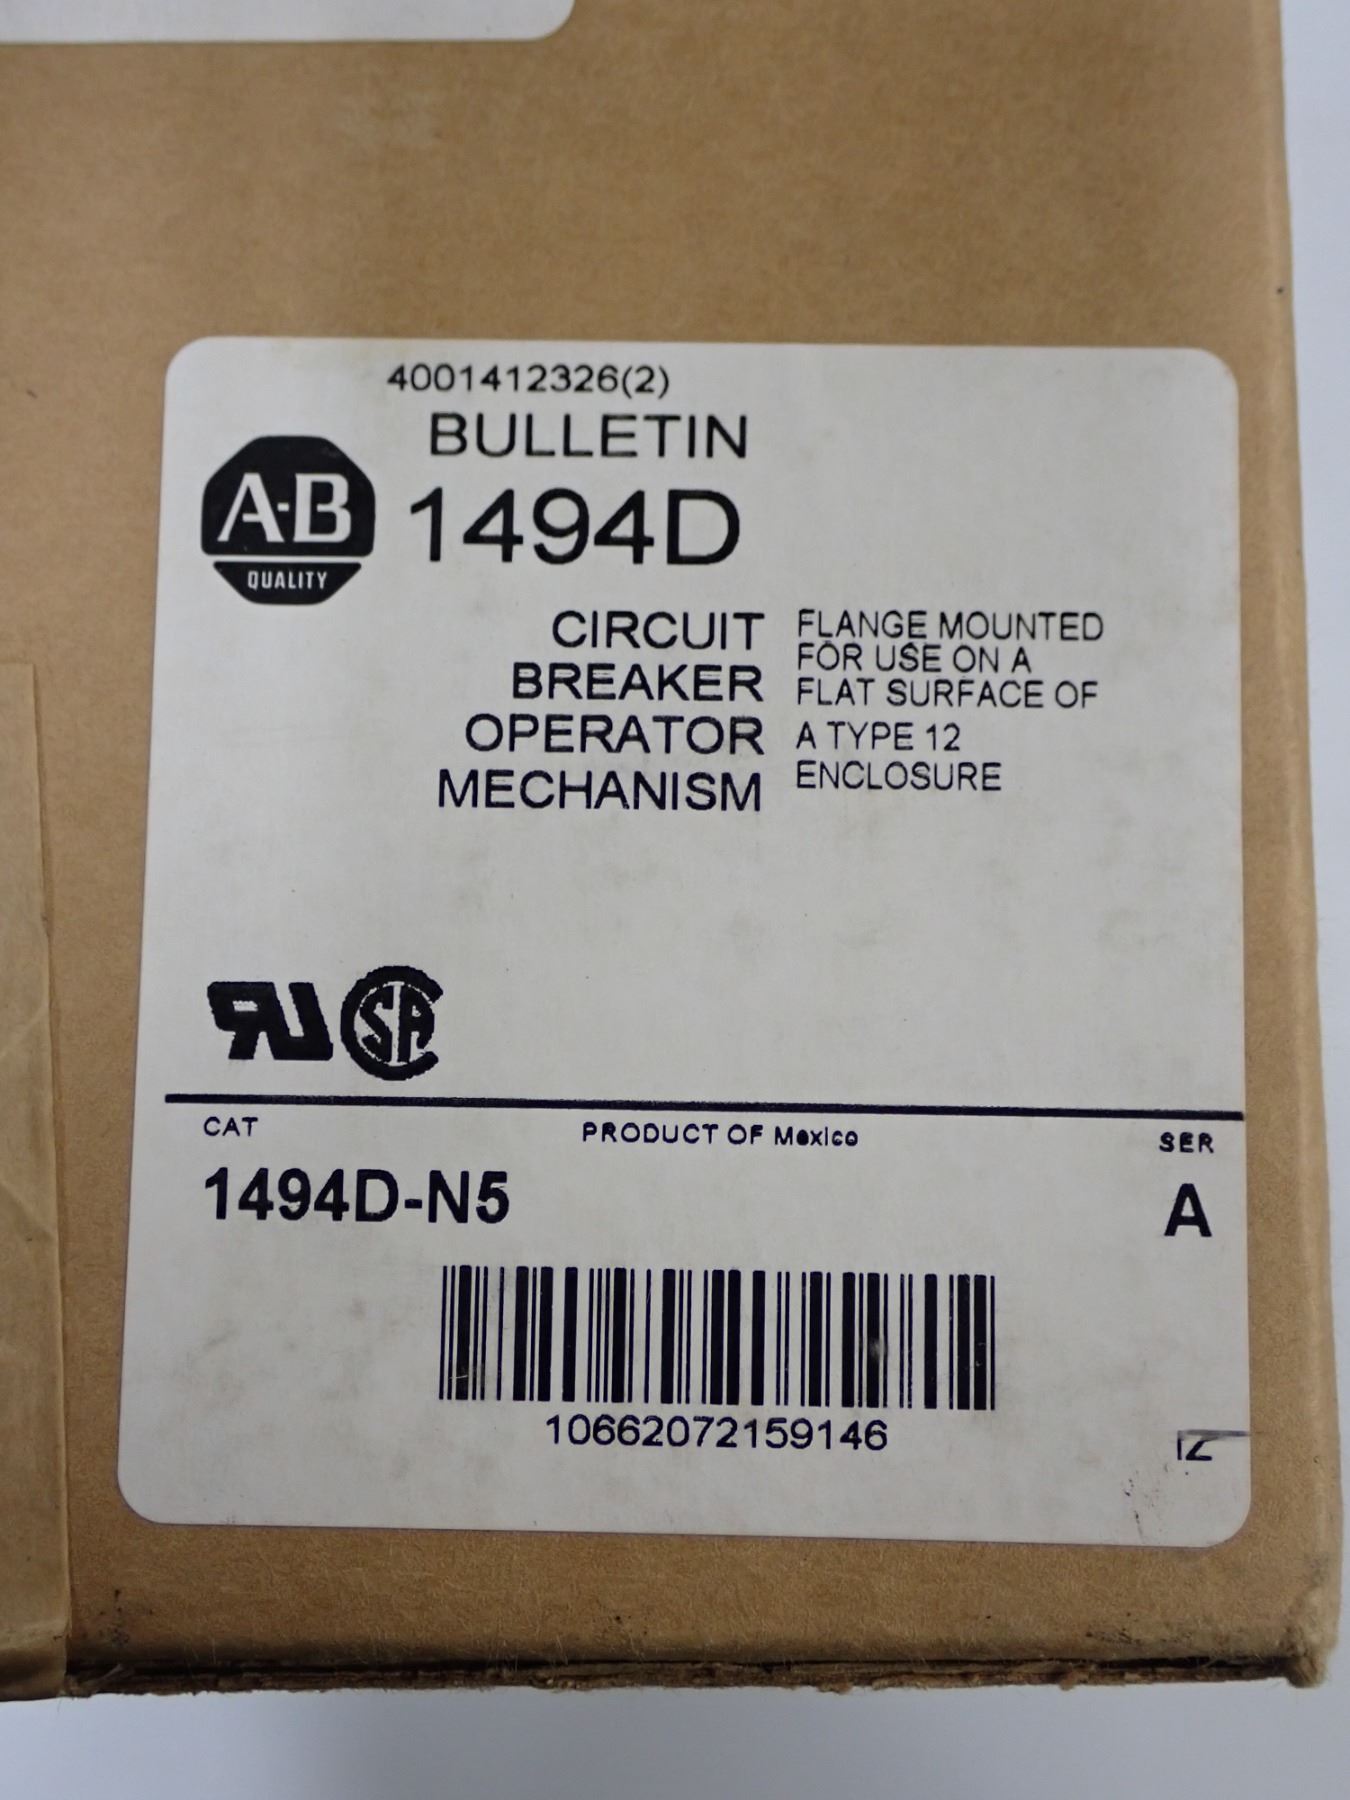 4001412326(2)
BULLETIN
1494D
A-B
QUALITY
CIRCUIT
BREAKER
OPERATOR
MECHANISM
FLANGE MOUNTED
FOR USE ON A
FLAT SURFACE OF
A TYPE 12
ENCLOSURE
CAT
PRODUCT OF Mexico
SER
1494D-N5
A
10662072159146